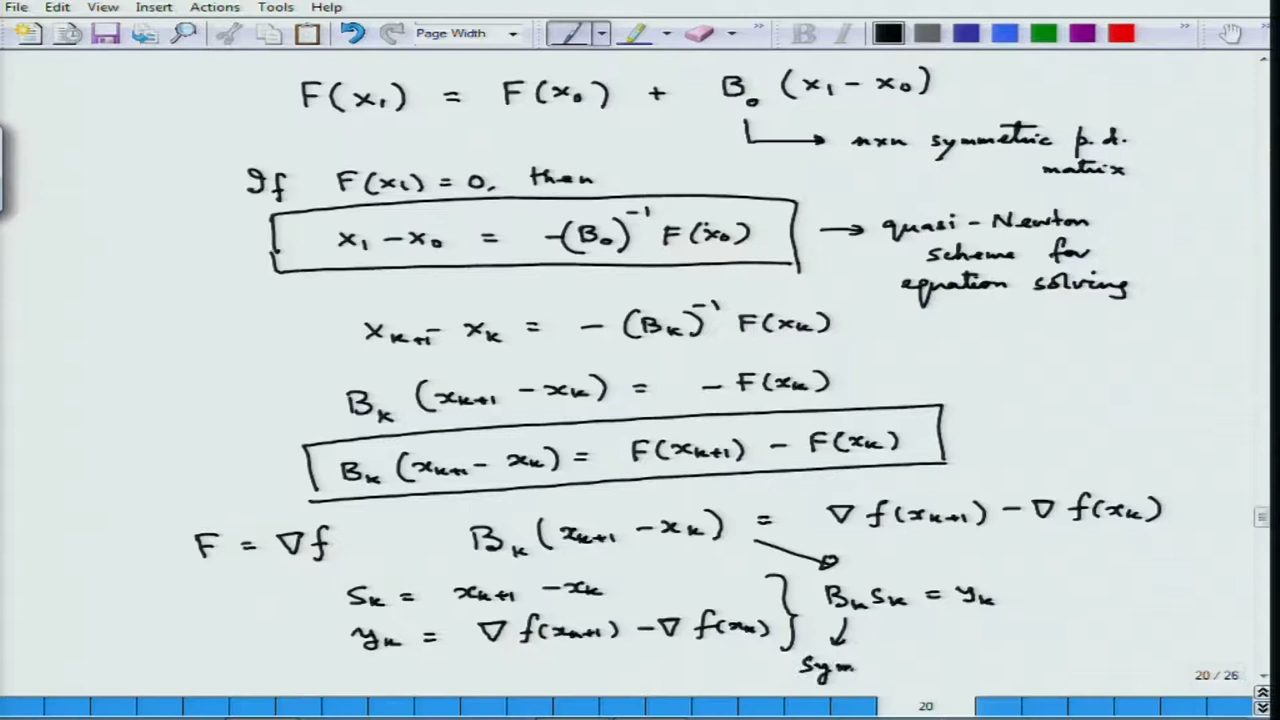 File Edit View Insert Actions Tools Help
Page Width
F(x₁) = F(x₀) + B₀ (x₁ - x₀)
n×n symmetric p.d. matrix
If F(x₁) = 0, then
x₁ - x₀ = -(B₀)⁻¹ F(x₀)
quasi-Newton scheme for equation solving
xₖ₊₁ - xₖ = - (Bₖ)⁻¹ F(xₖ)
Bₖ (xₖ₊₁ - xₖ) = - F(xₖ)
Bₖ (xₖ₊₁ - xₖ) = F(xₖ₊₁) - F(xₖ)
F = ∇f Bₖ (xₖ₊₁ - xₖ) = ∇f(xₖ₊₁) - ∇f(xₖ)
sₖ = xₖ₊₁ - xₖ
yₖ = ∇f(xₖ₊₁) - ∇f(xₖ)
Bₖ sₖ = yₖ
Sym
20 / 26
20